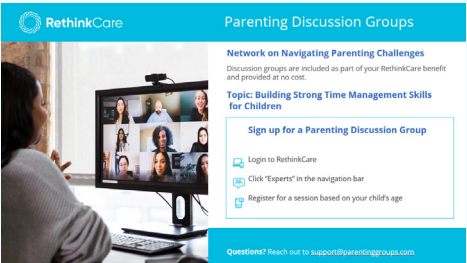 RethinkCare
Parenting Discussion Groups
Network on Navigating Parenting Challenges
Discussion groups are included as part of your RethinkCare benefit
and provided at no cost.
Topic: Building Strong Time Management Skills
for Children
Sign up for a Parenting Discussion Group
Login to RethinkCare
Click "Experts" in the navigation bar
Register for a session based on your child's age
Questions? Reach out to support@parentinggroups.com